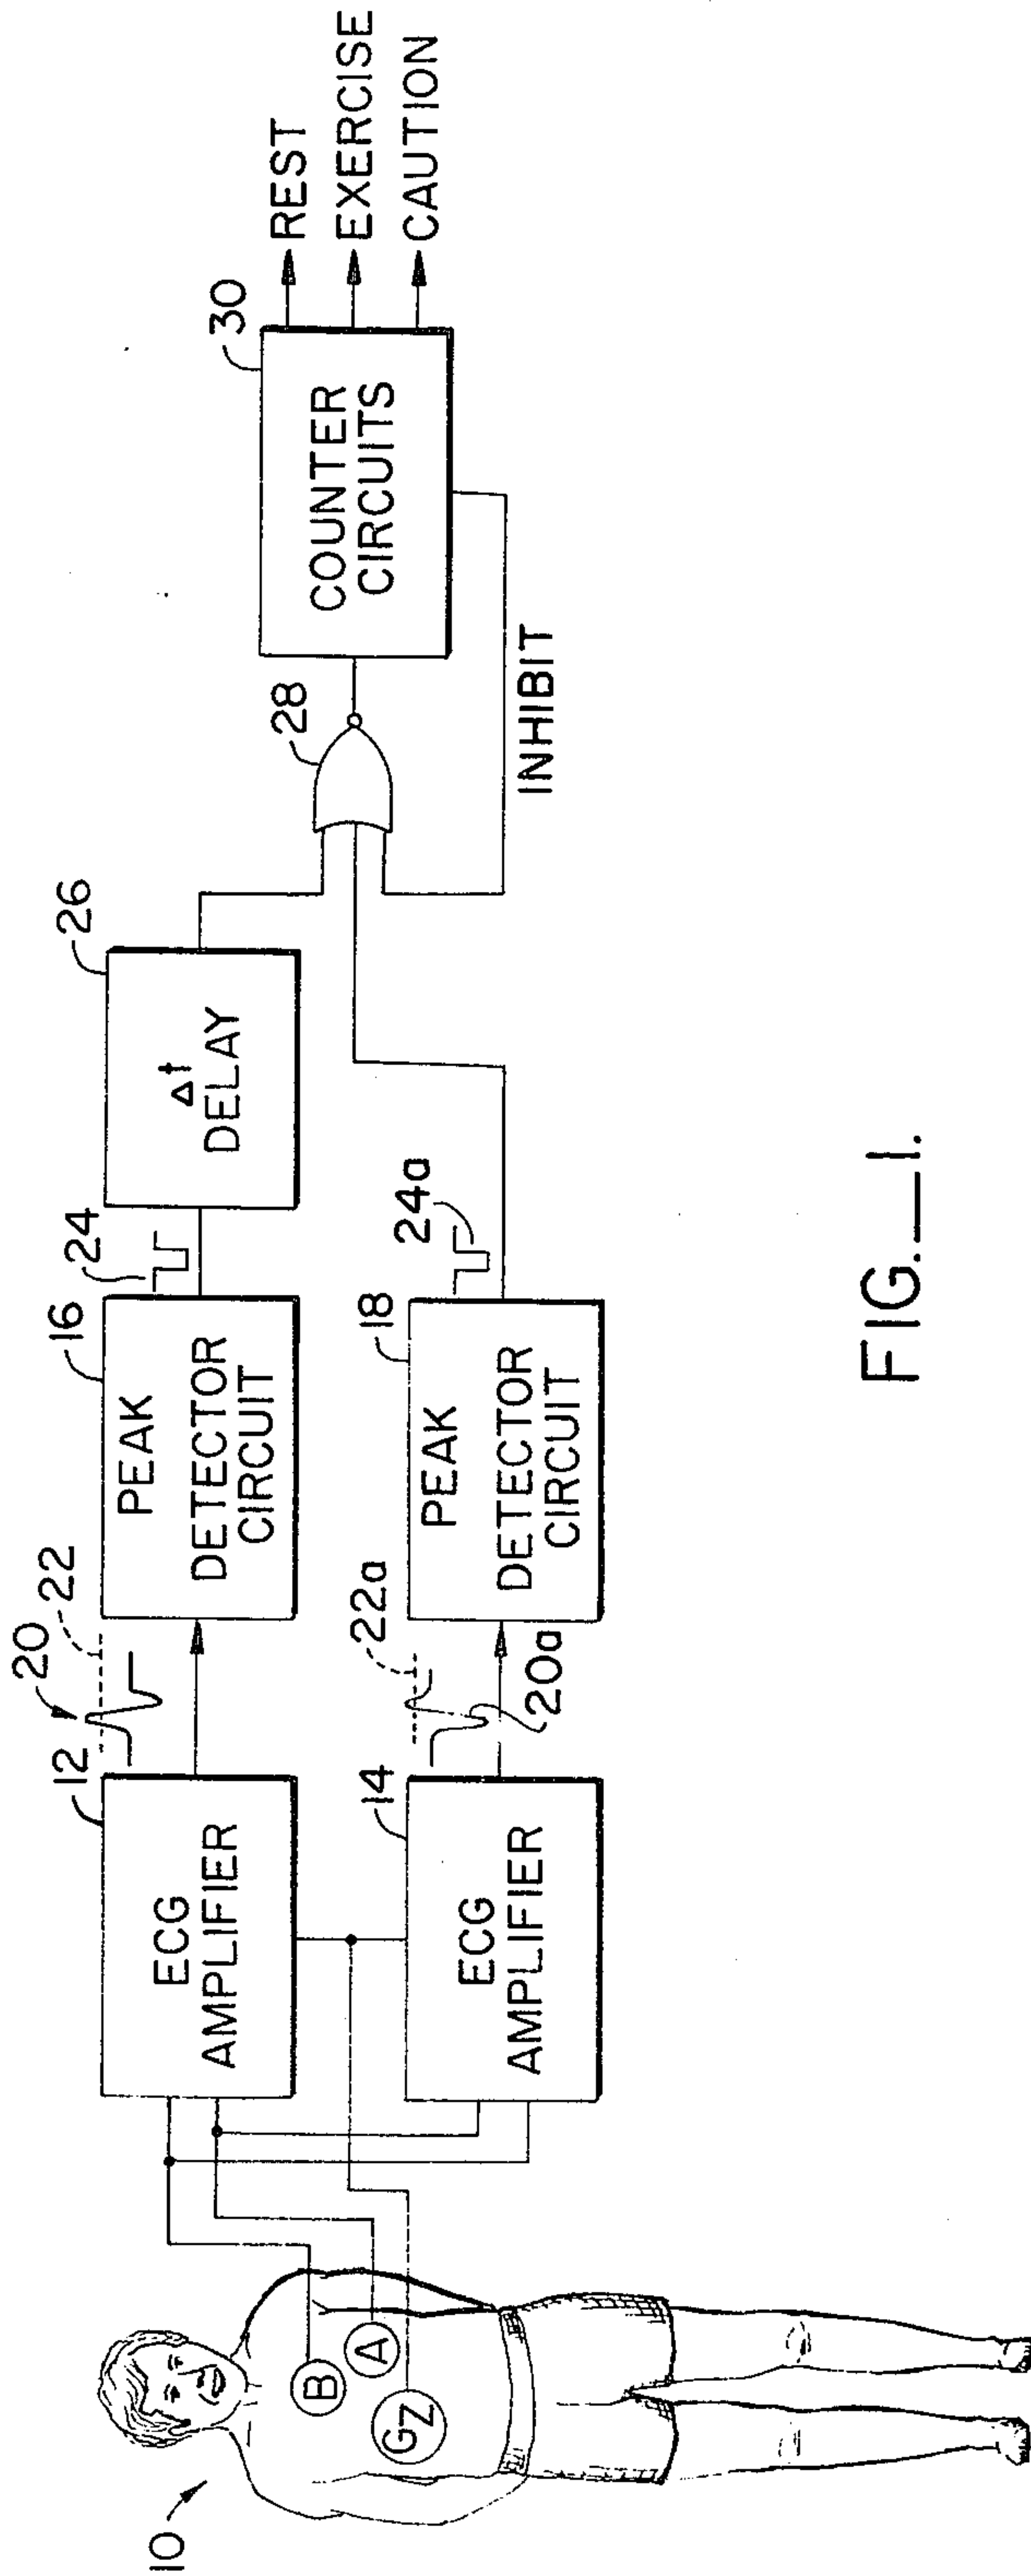 10
B
A
GZ
12
ECG
AMPLIFIER
14
ECG
AMPLIFIER
20
22
20a
22a
16
PEAK
DETECTOR
CIRCUIT
18
PEAK
DETECTOR
CIRCUIT
24
24a
26
Δt
DELAY
28
INHIBIT
30
COUNTER
CIRCUITS
REST
EXERCISE
CAUTION
FIG.__1.